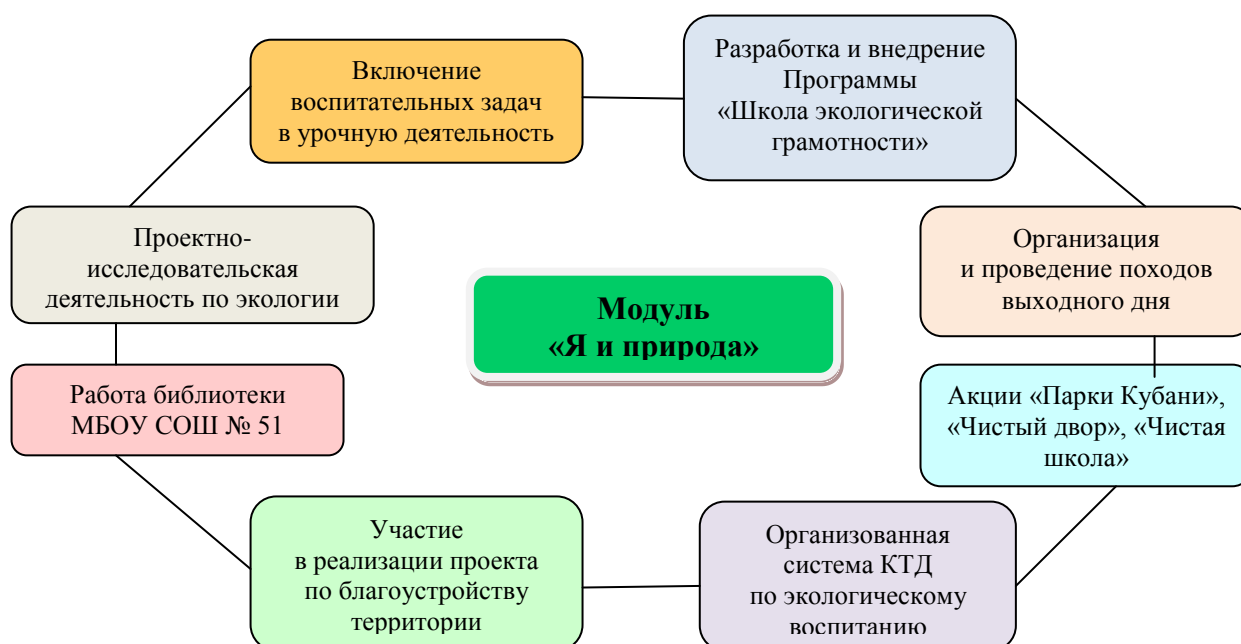 Включение
воспитательных задач
в урочную деятельность
Разработка и внедрение
Программы
«Школа экологической
грамотности»
Проектно-
исследовательская
деятельность по экологии
Модуль
«Я и природа»
Организация
и проведение походов
выходного дня
Работа библиотеки
МБОУ СОШ № 51
Акции «Парки Кубани»,
«Чистый двор», «Чистая
школа»
Участие
в реализации проекта
по благоустройству
территории
Организованная
система КТД
по экологическому
воспитанию